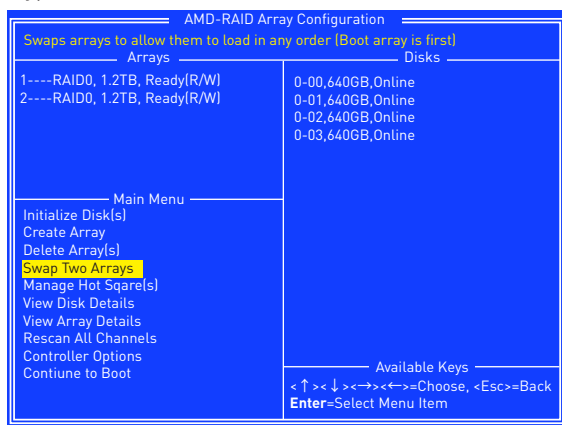 AMD-RAID Array Configuration
Swaps arrays to allow them to load in any order (Boot array is first)
Arrays
1----RAID0, 1.2TB, Ready(R/W)
2----RAID0, 1.2TB, Ready(R/W)
Disks
0-00,640GB,Online
0-01,640GB,Online
0-02,640GB,Online
0-03,640GB,Online
Main Menu
Initialize Disk(s)
Create Array
Delete Array(s)
Swap Two Arrays
Manage Hot Sqare(s)
View Disk Details
View Array Details
Rescan All Channels
Controller Options
Contiune to Boot
Available Keys
<↑><↓><→><←>=Choose, <Esc>=Back
Enter=Select Menu Item